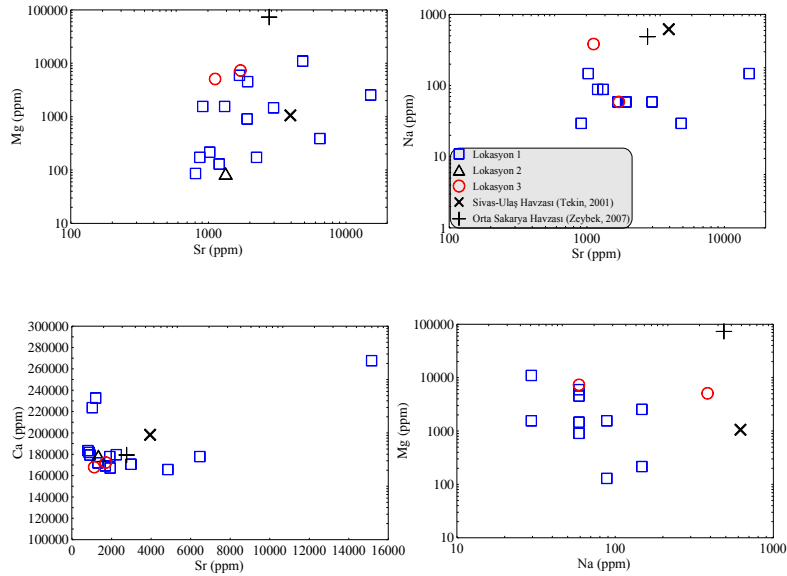 100000
10000
1000
100
10
Mg (ppm)
100 1000 10000
Sr (ppm)
1000
100
10
1
Na (ppm)
Lokasyon 1
Lokasyon 2
Lokasyon 3
Sivas-Ulaş Havzası (Tekin, 2001)
Orta Sakarya Havzası (Zeybek, 2007)
100 1000 10000
Sr (ppm)
300000
280000
260000
240000
220000
200000
180000
160000
140000
120000
100000
Ca (ppm)
0 2000 4000 6000 8000 10000 12000 14000 16000
Sr (ppm)
100000
10000
1000
100
10
Mg (ppm)
10 100 1000
Na (ppm)